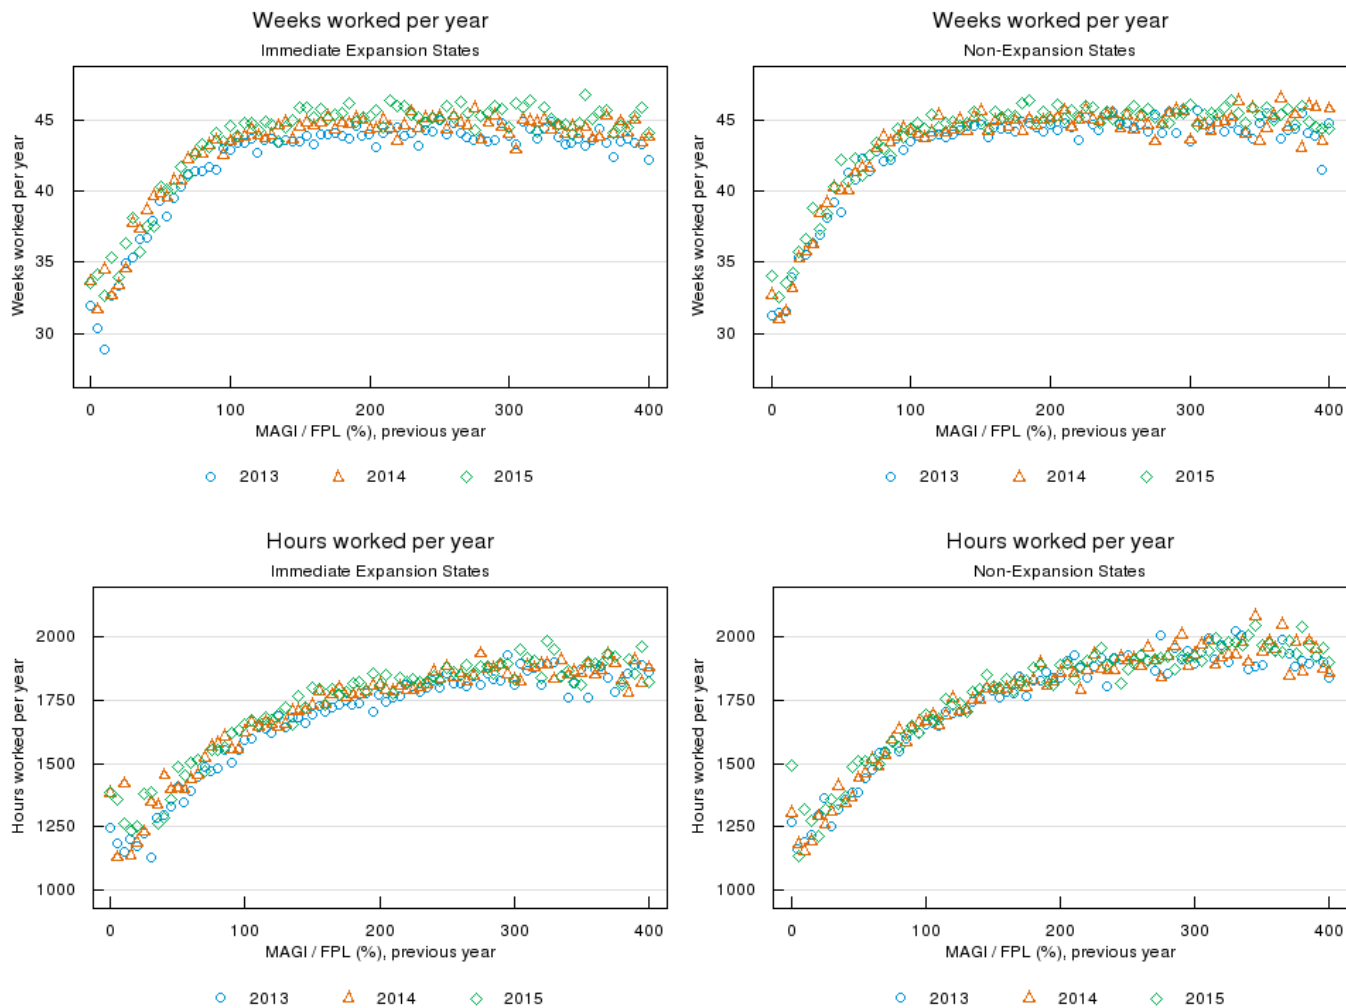 Weeks worked per year
Immediate Expansion States
Weeks worked per year
45
40
35
30
0 100 200 300 400
MAGI / FPL (%), previous year
2013 2014 2015
Weeks worked per year
Non-Expansion States
Weeks worked per year
45
40
35
30
0 100 200 300 400
MAGI / FPL (%), previous year
2013 2014 2015
Hours worked per year
Immediate Expansion States
Hours worked per year
2000
1750
1500
1250
1000
0 100 200 300 400
MAGI / FPL (%), previous year
2013 2014 2015
Hours worked per year
Non-Expansion States
Hours worked per year
2000
1750
1500
1250
1000
0 100 200 300 400
MAGI / FPL (%), previous year
2013 2014 2015